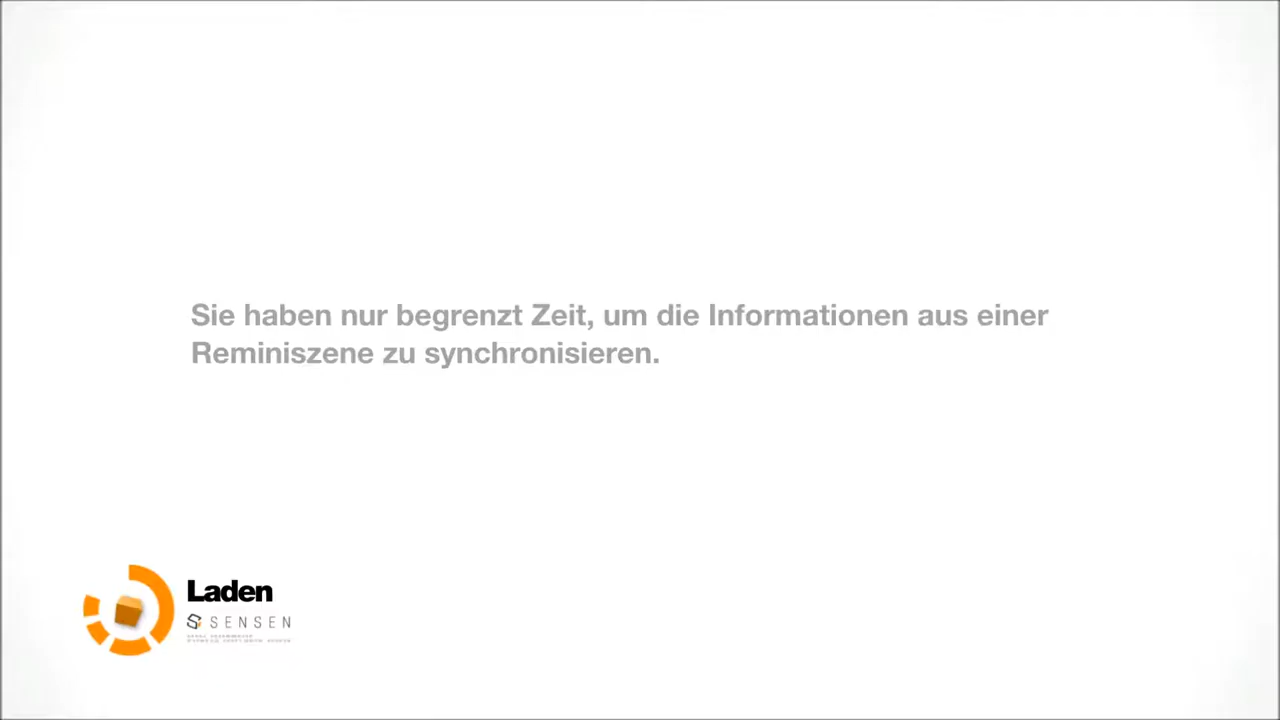 Sie haben nur begrenzt Zeit, um die Informationen aus einer
Reminiszene zu synchronisieren.
Laden
SENSEN